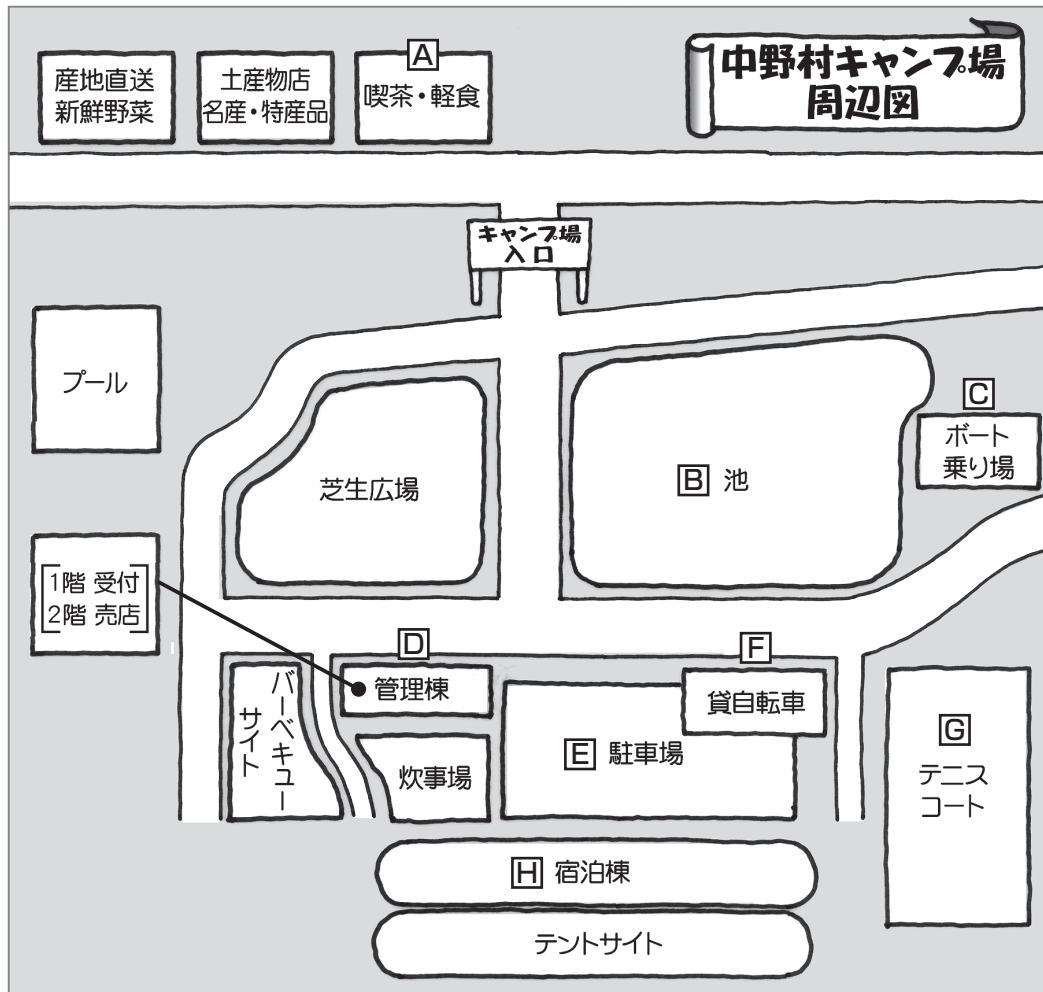 中野村キャンプ場
周辺図
産地直送
新鮮野菜
土産物店
名産・特産品
A
喫茶・軽食
キャンプ場
入口
プール
芝生広場
B 池
C
ボート
乗り場
1階 受付
2階 売店
D
管理棟
F
貸自転車
バーベキュー
サイト
炊事場
E 駐車場
G
テニス
コート
H 宿泊棟
テントサイト